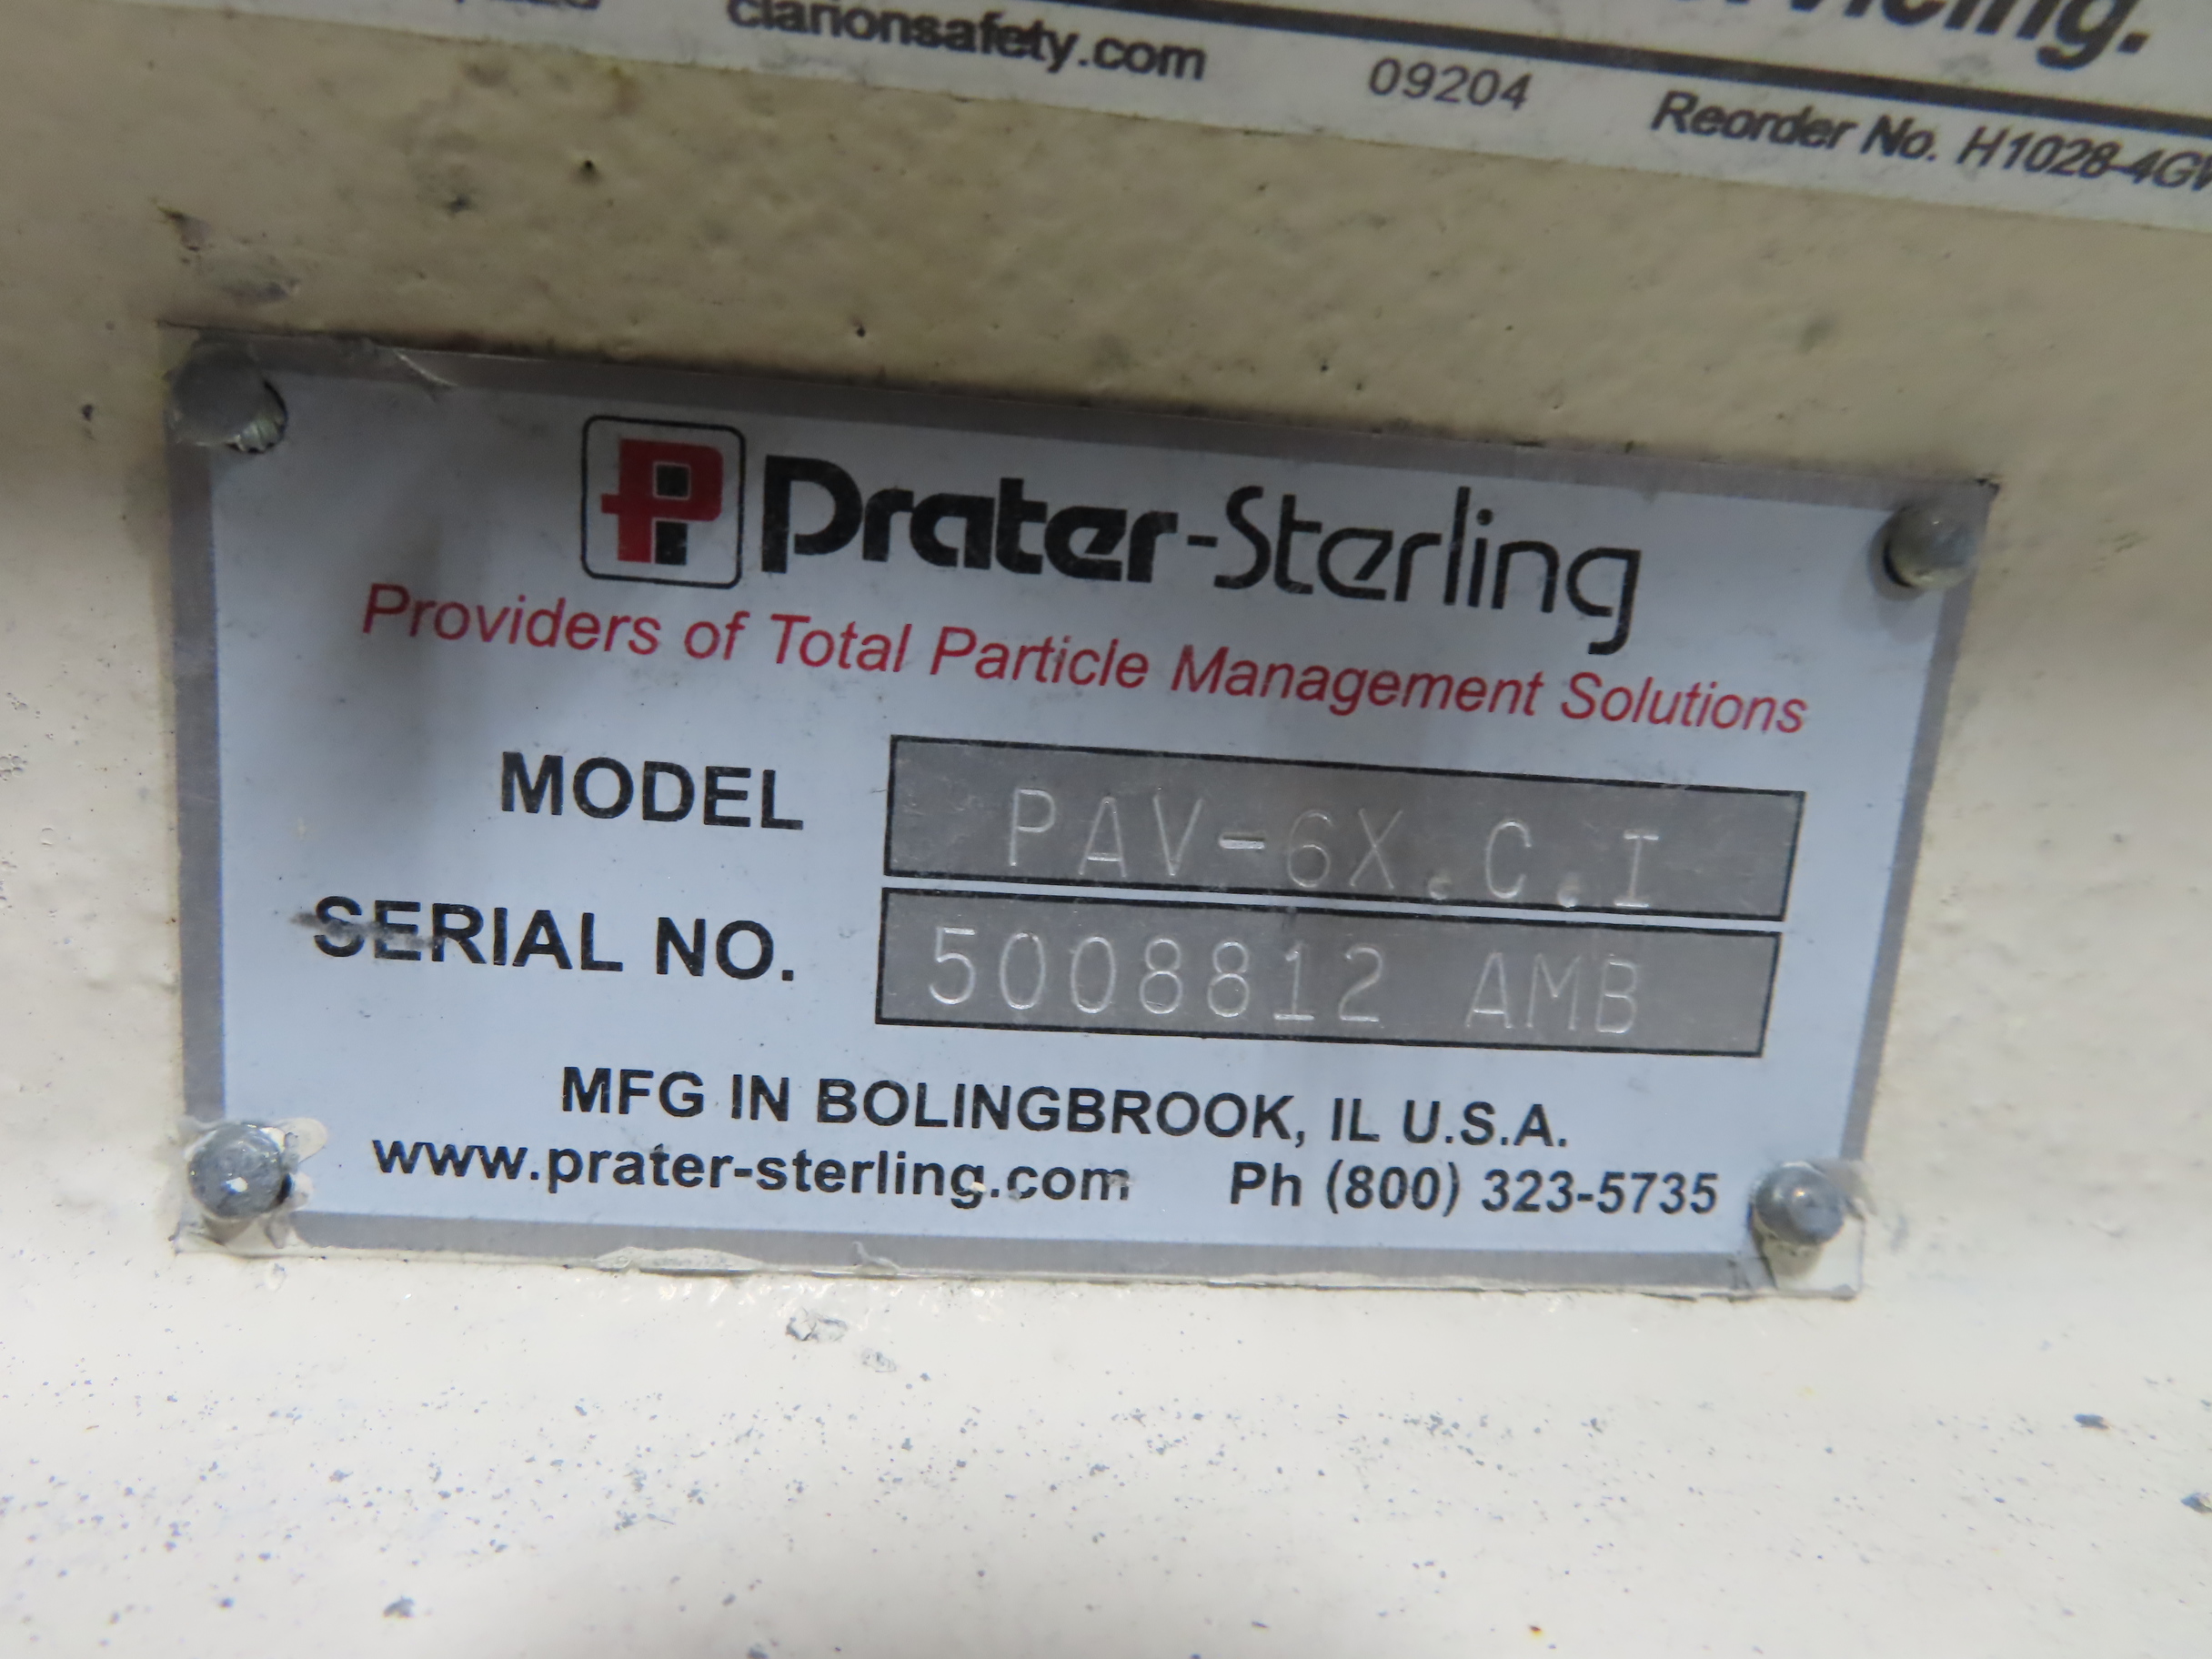 clarionsafety.com 09204 Reorder No. H1028-4G
Prater-Sterling
Providers of Total Particle Management Solutions
MODEL PAV-6X.C.I
SERIAL NO. 5008812 AMB
MFG IN BOLINGBROOK, IL U.S.A.
www.prater-sterling.com Ph (800) 323-5735